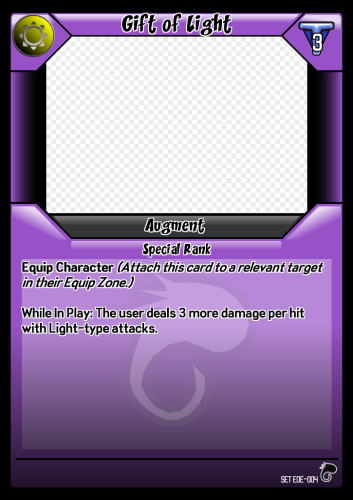 Gift of Light
3
Augment
Special Rank
Equip Character (Attach this card to a relevant target
in their Equip Zone.)
While In Play: The user deals 3 more damage per hit
with Light-type attacks.
SET EDE-004